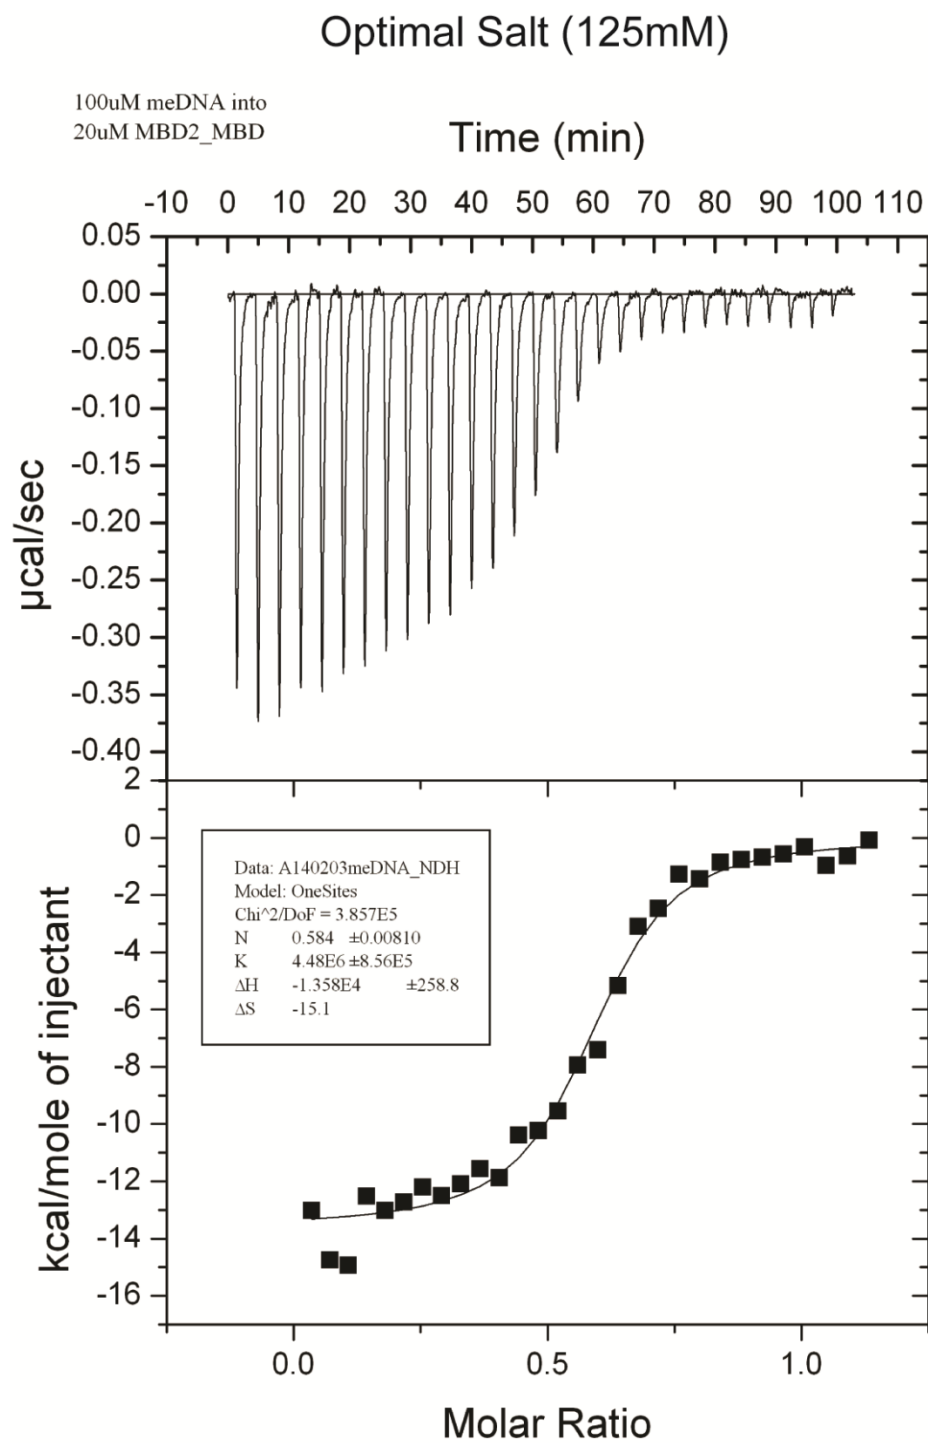 Optimal Salt (125mM)
100uM meDNA into
20uM MBD2_MBD
Time (min)
-10 0 10 20 30 40 50 60 70 80 90 100 110
0.05
0.00
-0.05
-0.10
-0.15
-0.20
-0.25
-0.30
-0.35
-0.40
µcal/sec
2
0
-2
-4
-6
-8
-10
-12
-14
-16
kcal/mole of injectant
Data: A140203meDNA_NDH
Model: OneSites
Chi^2/DoF = 3.857E5
N 0.584 ±0.00810
K 4.48E6 ±8.56E5
ΔH -1.358E4 ±258.8
ΔS -15.1
0.0 0.5 1.0
Molar Ratio